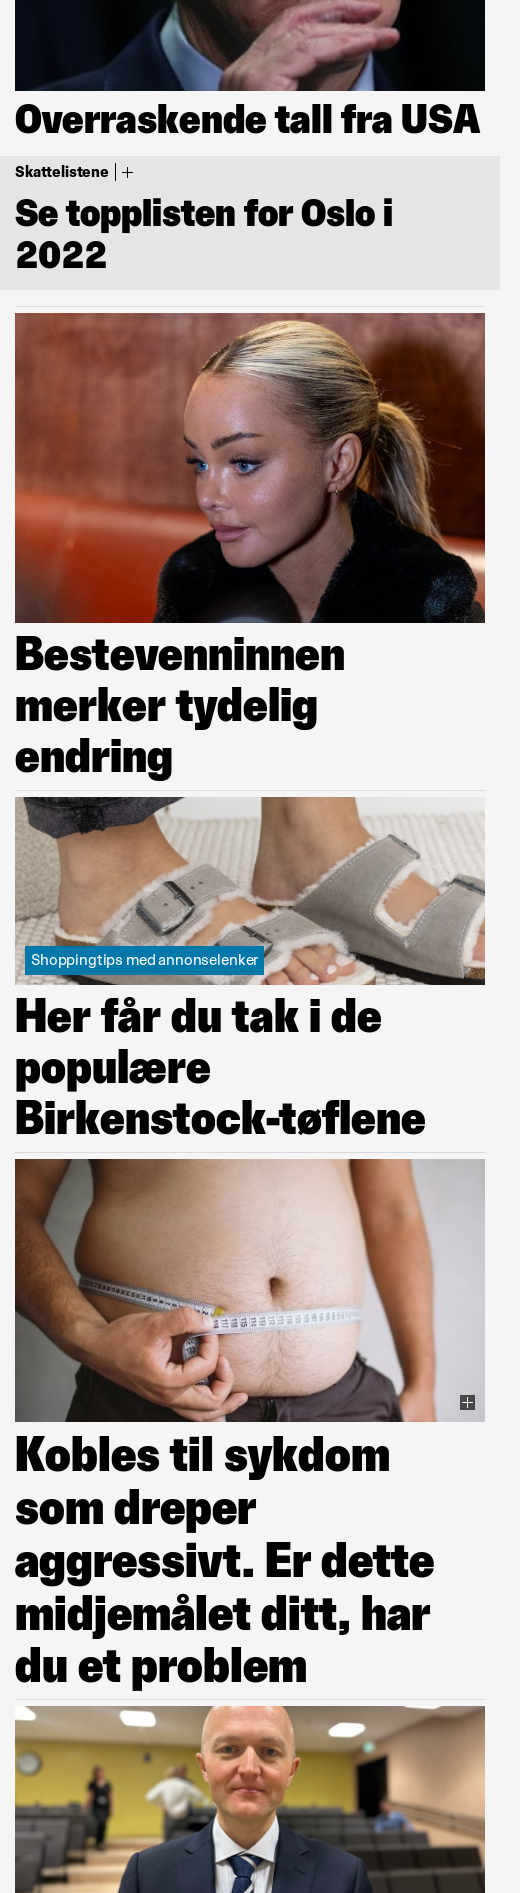 Overraskende tall fra USA
Skattelistene
Se topplisten for Oslo i
2022
Bestevenninnen
merker tydelig
endring
Shoppingtips med annonselenker
Her får du tak i de
populære
Birkenstock-tøflene
Kobles til sykdom
som dreper
aggressivt. Er dette
midjemålet ditt, har
du et problem